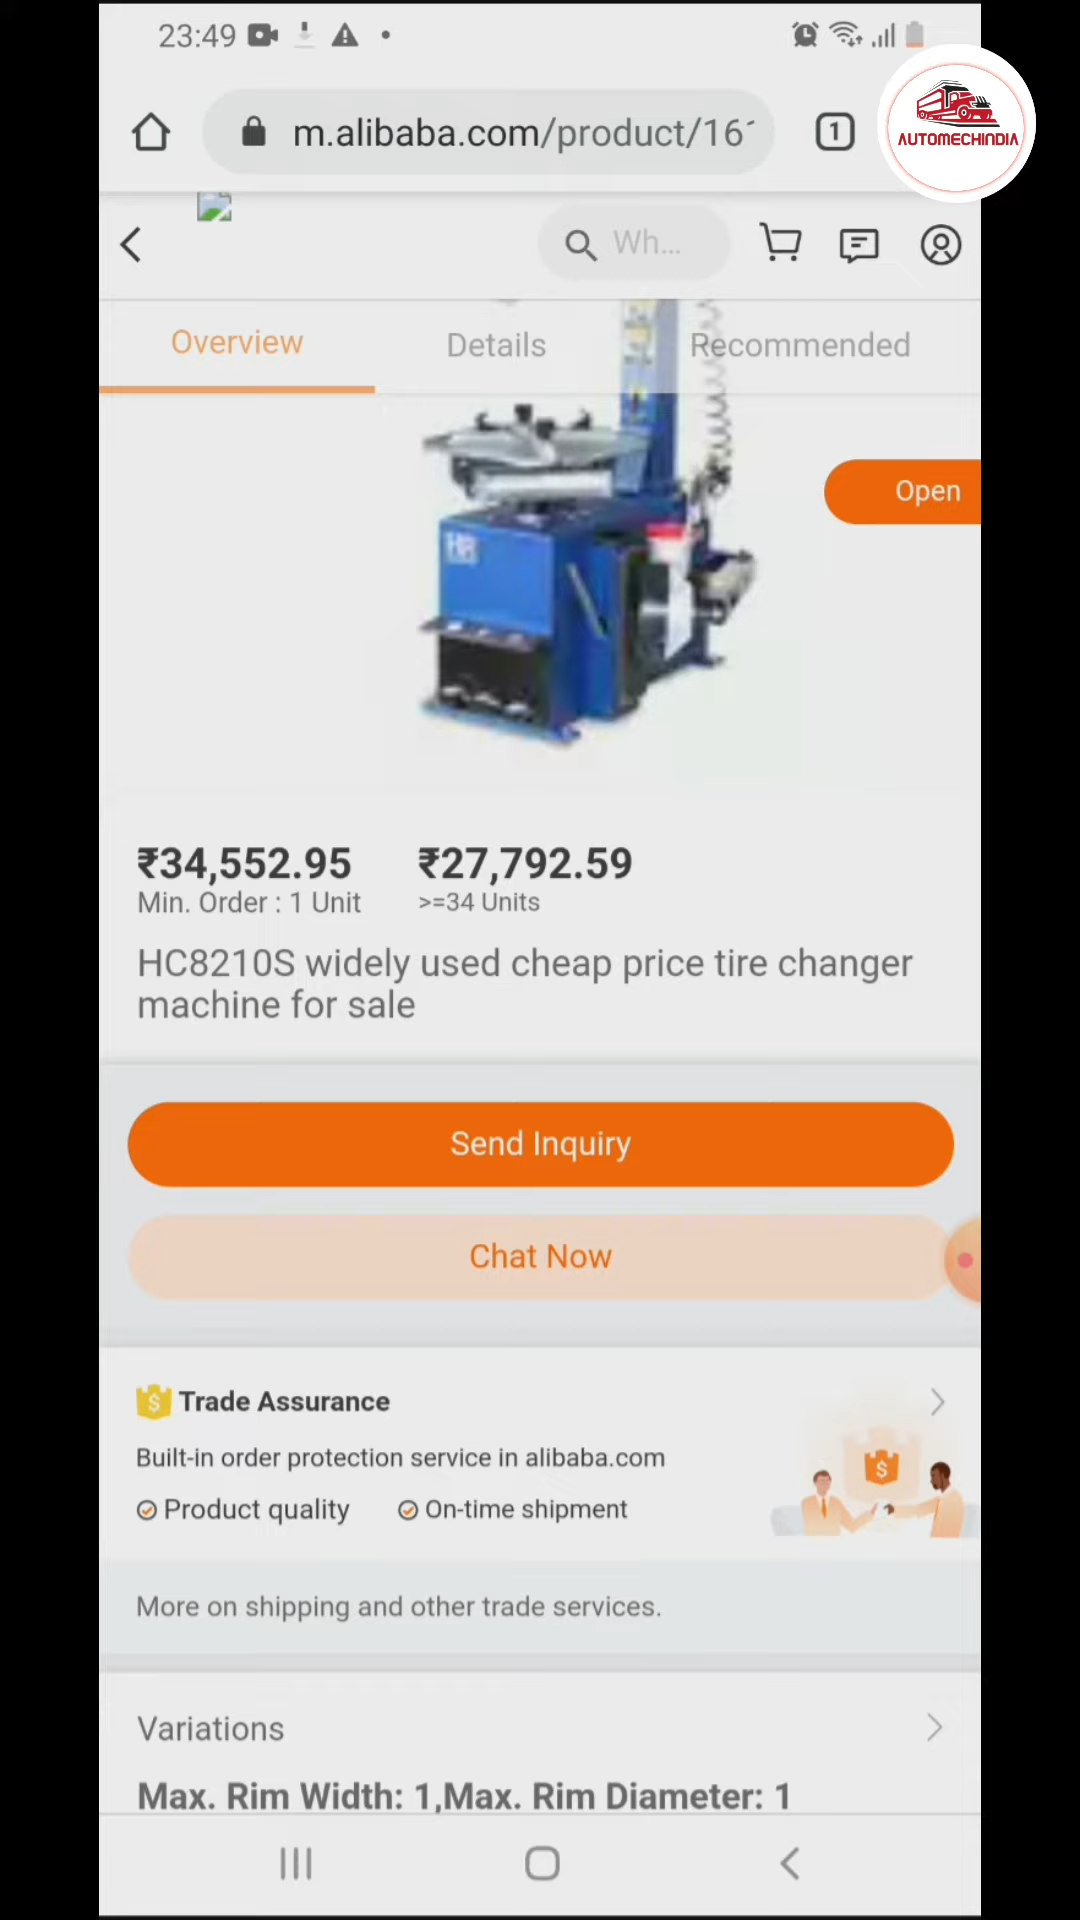 23:49
m.alibaba.com/product/16
1
AUTOMECHINDIA
Wh...
Overview
Details
Recommended
Open
HR
₹34,552.95
₹27,792.59
Min. Order : 1 Unit
>=34 Units
HC8210S widely used cheap price tire changer
machine for sale
Send Inquiry
Chat Now
Trade Assurance
Built-in order protection service in alibaba.com
Product quality
On-time shipment
More on shipping and other trade services.
Variations
Max. Rim Width: 1,Max. Rim Diameter: 1